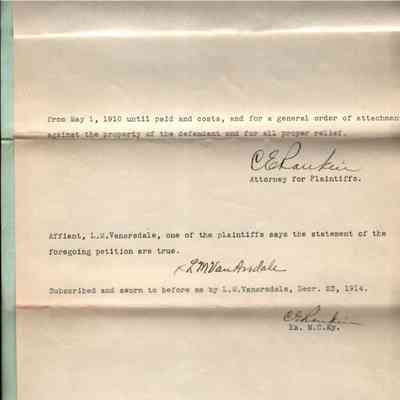 from May 1, 1910 until paid and costs, and for a general order of attachmen
against the property of the defendant and for all proper relief.
C E Rankin
Attorney for Plaintiffs.
Affiant, L.M.Vanarsdale, one of the plaintiffs says the statement of the
foregoing petition are true.
x L M VanArsdale
Subscribed and sworn to before me by L.M.Vanarsdale, Decr. 23, 1914.
C E Rankin
Ex. M.C.Ky.